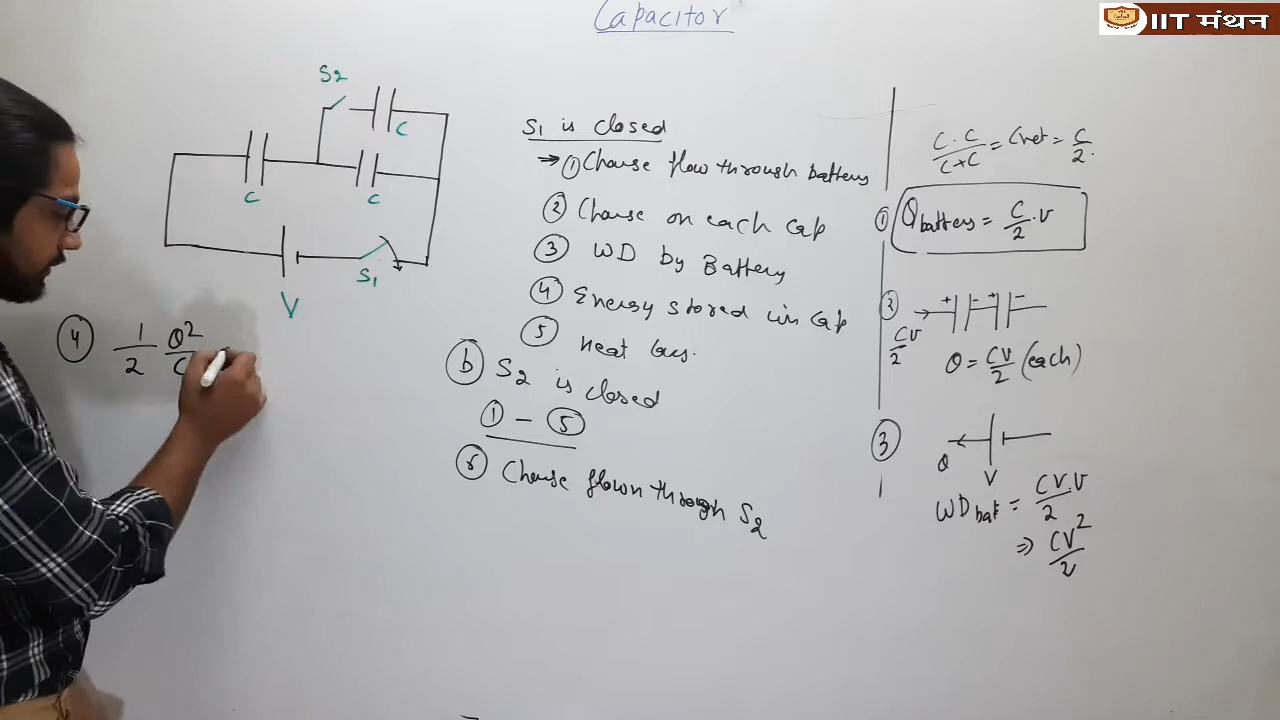 Capacitor
IIT मंथन
S2
C
C
C
S1
V
S1 is closed
→ ① Charge flow through battery
② Charge on each Cap
③ WD by Battery
④ Energy stored in Cap
⑤ Heat
ⓑ S2 is closed
① - ⑤
⑥ Charge flown through S2
④ 1/2 Q²/C
C.C/C+C = Cnet = C/2.
① Qbattery = C/2 . V
+ - + -
CV/2
Q = CV/2 (each)
③
Q
V
WDbat = CV.V/2
⇒ CV²/2